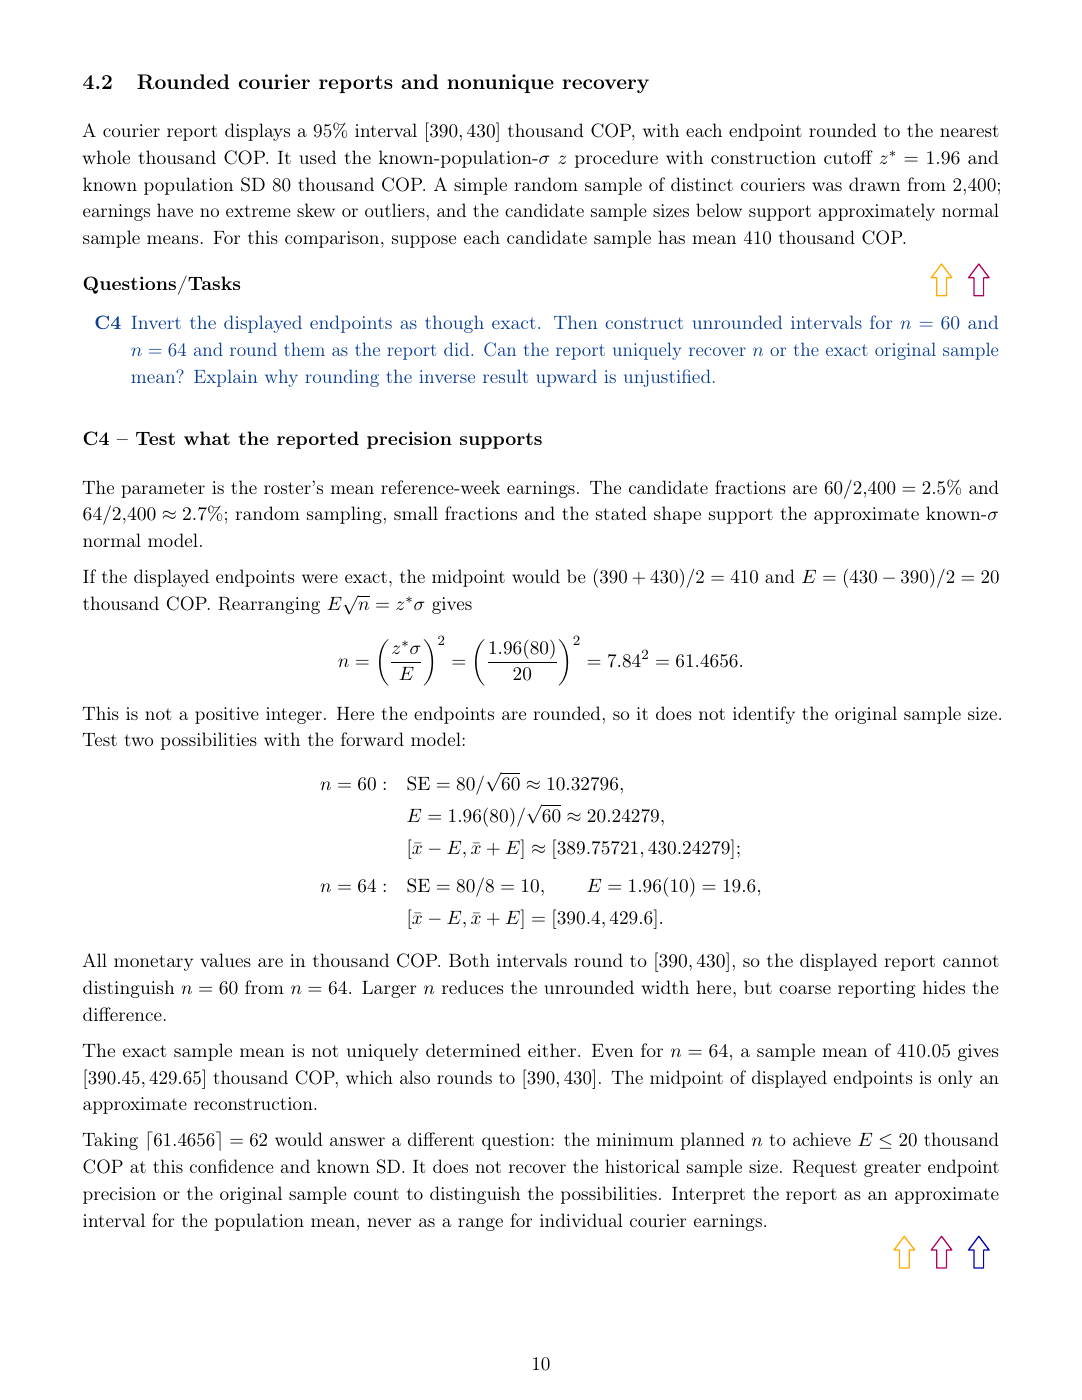 4.2 Rounded courier reports and nonunique recovery
A courier report displays a 95% interval [390, 430] thousand COP, with each endpoint rounded to the nearest
whole thousand COP. It used the known-population-σ z procedure with construction cutoff z* = 1.96 and
known population SD 80 thousand COP. A simple random sample of distinct couriers was drawn from 2,400;
earnings have no extreme skew or outliers, and the candidate sample sizes below support approximately normal
sample means. For this comparison, suppose each candidate sample has mean 410 thousand COP.
Questions/Tasks
C4 Invert the displayed endpoints as though exact. Then construct unrounded intervals for n = 60 and
n = 64 and round them as the report did. Can the report uniquely recover n or the exact original sample
mean? Explain why rounding the inverse result upward is unjustified.
C4 – Test what the reported precision supports
The parameter is the roster's mean reference-week earnings. The candidate fractions are 60/2,400 = 2.5% and
64/2,400 ≈ 2.7%; random sampling, small fractions and the stated shape support the approximate known-σ
normal model.
If the displayed endpoints were exact, the midpoint would be (390 + 430)/2 = 410 and E = (430 − 390)/2 = 20
thousand COP. Rearranging E√n = z*σ gives
n = (z*σ/E)² = (1.96(80)/20)² = 7.84² = 61.4656.
This is not a positive integer. Here the endpoints are rounded, so it does not identify the original sample size.
Test two possibilities with the forward model:
n = 60 : SE = 80/√60 ≈ 10.32796,
E = 1.96(80)/√60 ≈ 20.24279,
[x̄ − E, x̄ + E] ≈ [389.75721, 430.24279];
n = 64 : SE = 80/8 = 10, E = 1.96(10) = 19.6,
[x̄ − E, x̄ + E] = [390.4, 429.6].
All monetary values are in thousand COP. Both intervals round to [390, 430], so the displayed report cannot
distinguish n = 60 from n = 64. Larger n reduces the unrounded width here, but coarse reporting hides the
difference.
The exact sample mean is not uniquely determined either. Even for n = 64, a sample mean of 410.05 gives
[390.45, 429.65] thousand COP, which also rounds to [390, 430]. The midpoint of displayed endpoints is only an
approximate reconstruction.
Taking ⌈61.4656⌉ = 62 would answer a different question: the minimum planned n to achieve E ≤ 20 thousand
COP at this confidence and known SD. It does not recover the historical sample size. Request greater endpoint
precision or the original sample count to distinguish the possibilities. Interpret the report as an approximate
interval for the population mean, never as a range for individual courier earnings.
10